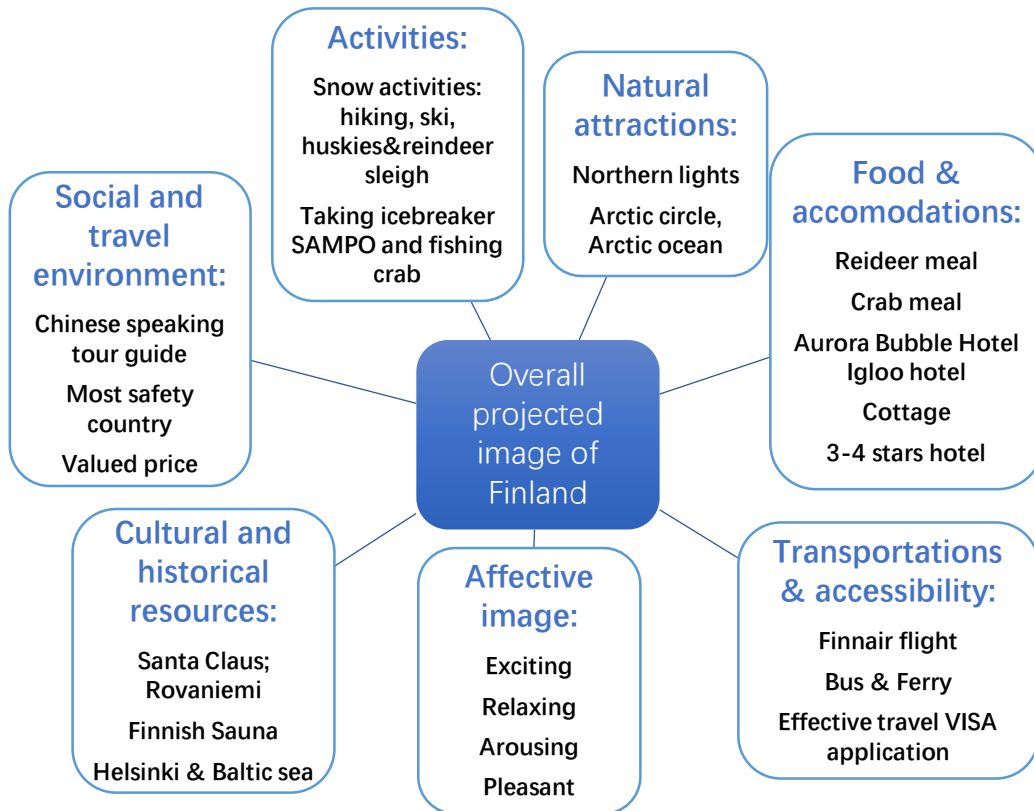 Activities:
Snow activities:
hiking, ski,
huskies&reindeer
sleigh
Taking icebreaker
SAMPO and fishing
crab
Natural
attractions:
Northern lights
Arctic circle,
Arctic ocean
Food &
accomodations:
Reideer meal
Crab meal
Aurora Bubble Hotel
Igloo hotel
Cottage
3-4 stars hotel
Social and
travel
environment:
Chinese speaking
tour guide
Most safety
country
Valued price
Overall
projected
image of
Finland
Cultural and
historical
resources:
Santa Claus;
Rovaniemi
Finnish Sauna
Helsinki & Baltic sea
Affective
image:
Exciting
Relaxing
Arousing
Pleasant
Transportations
& accessibility:
Finnair flight
Bus & Ferry
Effective travel VISA
application